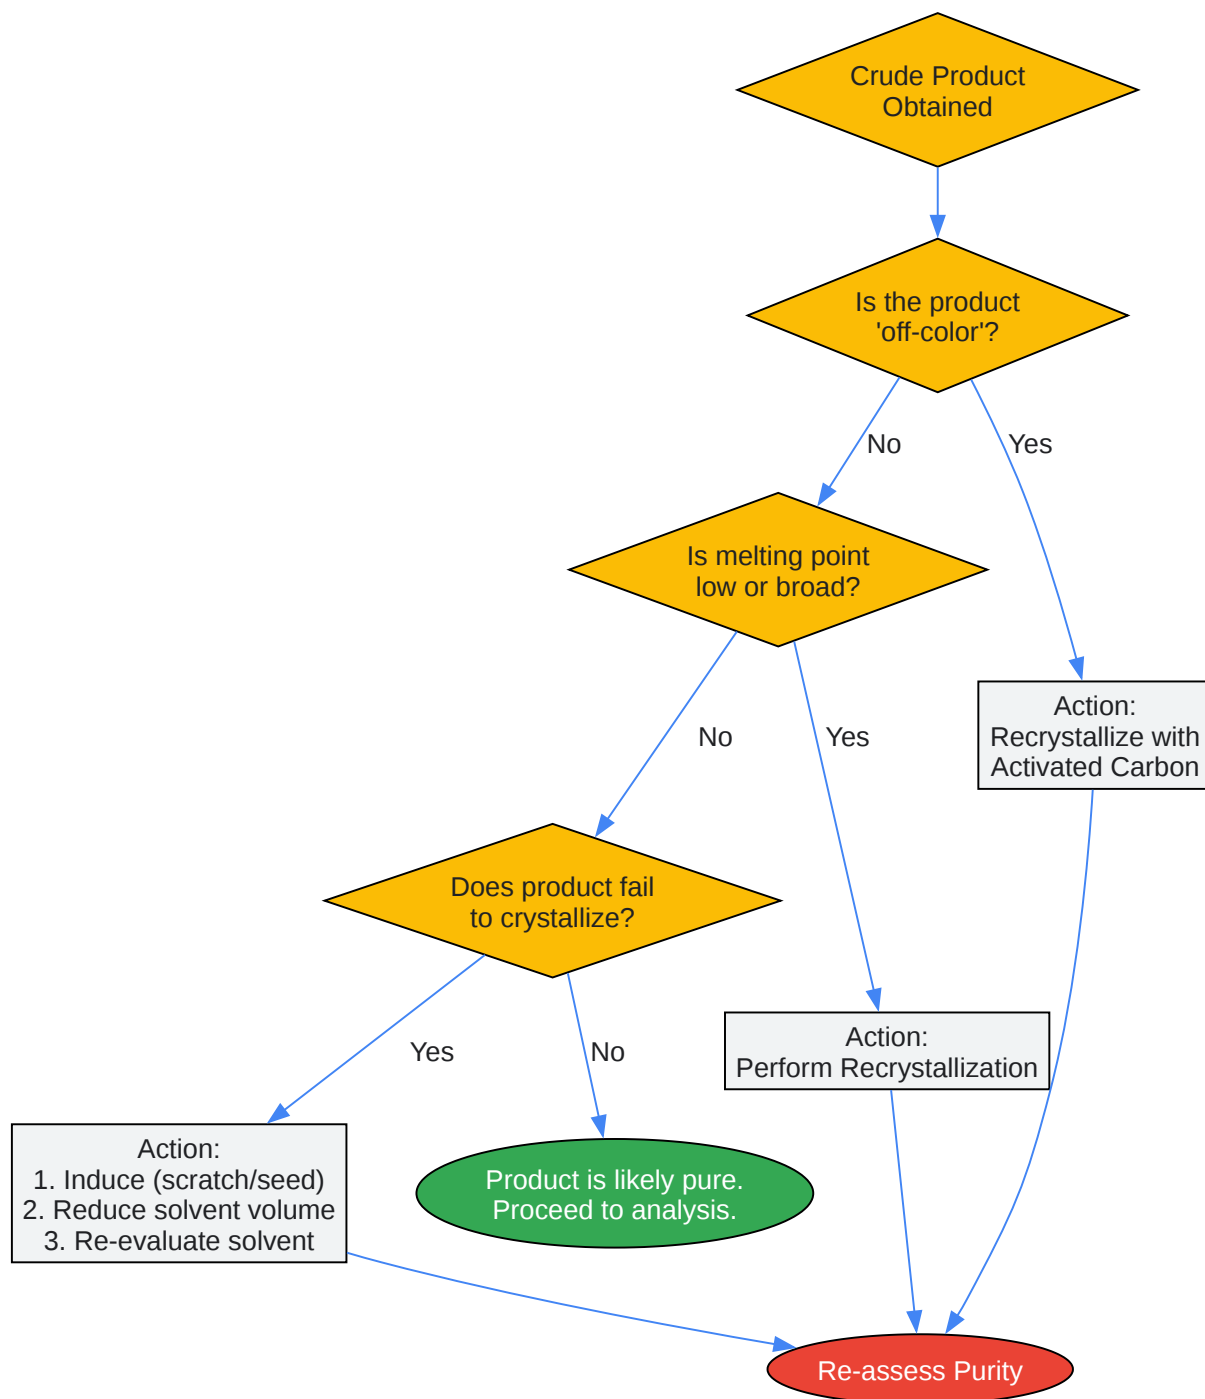 Crude Product
Obtained
Is the product
'off-color'?
No
Yes
Is melting point
low or broad?
No
Yes
Action:
Recrystallize with
Activated Carbon
Does product fail
to crystallize?
Yes
No
Action:
Perform Recrystallization
Action:
1. Induce (scratch/seed)
2. Reduce solvent volume
3. Re-evaluate solvent
Product is likely pure.
Proceed to analysis.
Re-assess Purity